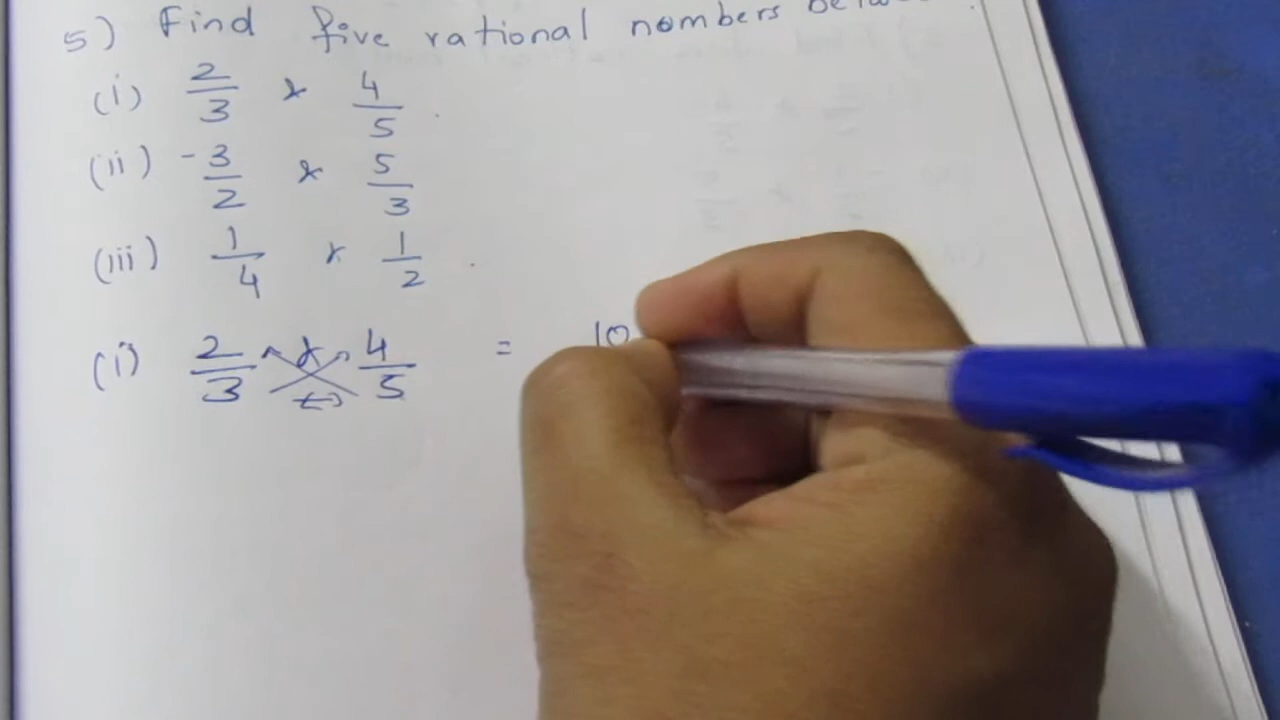 5) Find five rational nombers
(i) 2/3 & 4/5
(ii) -3/2 & 5/3
(iii) 1/4 & 1/2
(i) 2/3 & 4/5 = 10